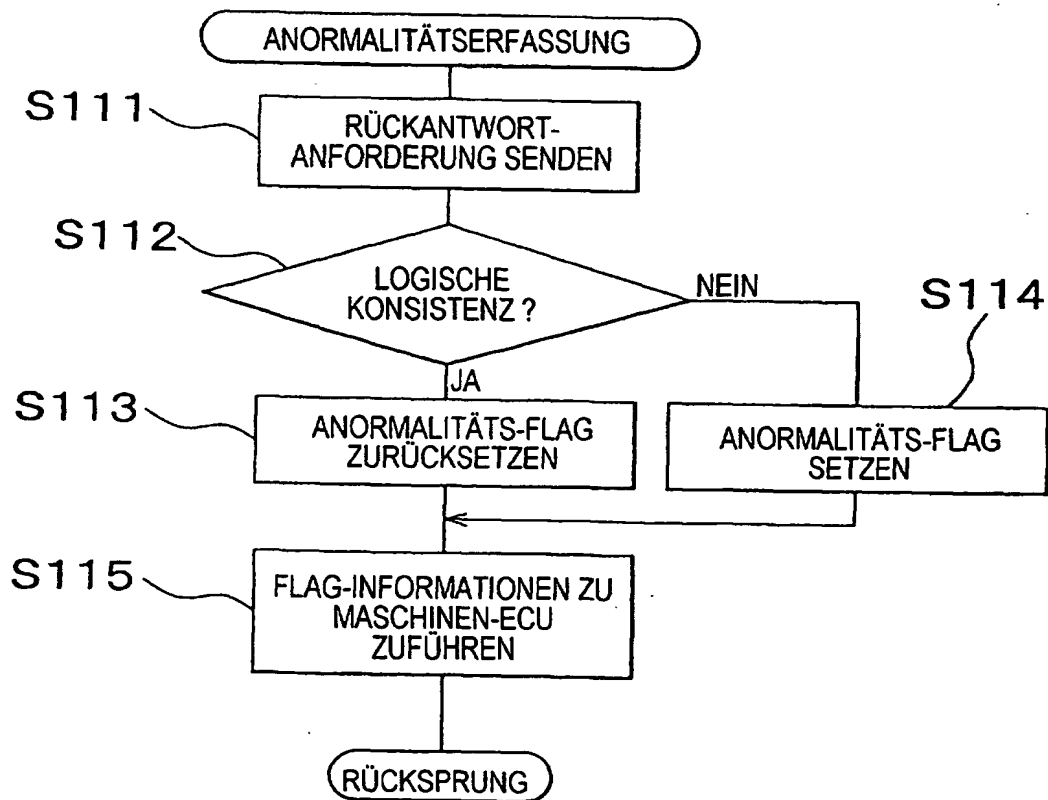 ANORMALITÄTSERFASSUNG
S111
RÜCKANTWORT-
ANFORDERUNG SENDEN
S112
LOGISCHE
KONSISTENZ ?
NEIN
S114
JA
S113
ANORMALITÄTS-FLAG
ZURÜCKSETZEN
ANORMALITÄTS-FLAG
SETZEN
S115
FLAG-INFORMATIONEN ZU
MASCHINEN-ECU
ZUFÜHREN
RÜCKSPRUNG